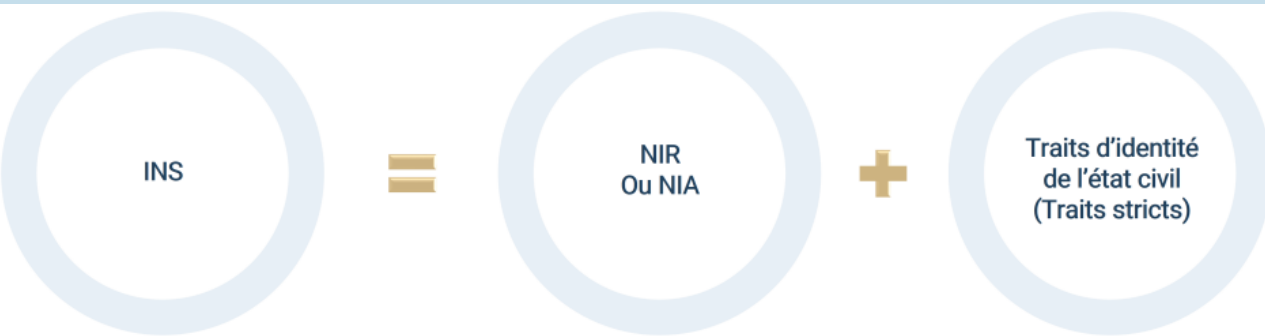 INS
=
NIR
Ou NIA
+
Traits d’identité
de l’état civil
(Traits stricts)